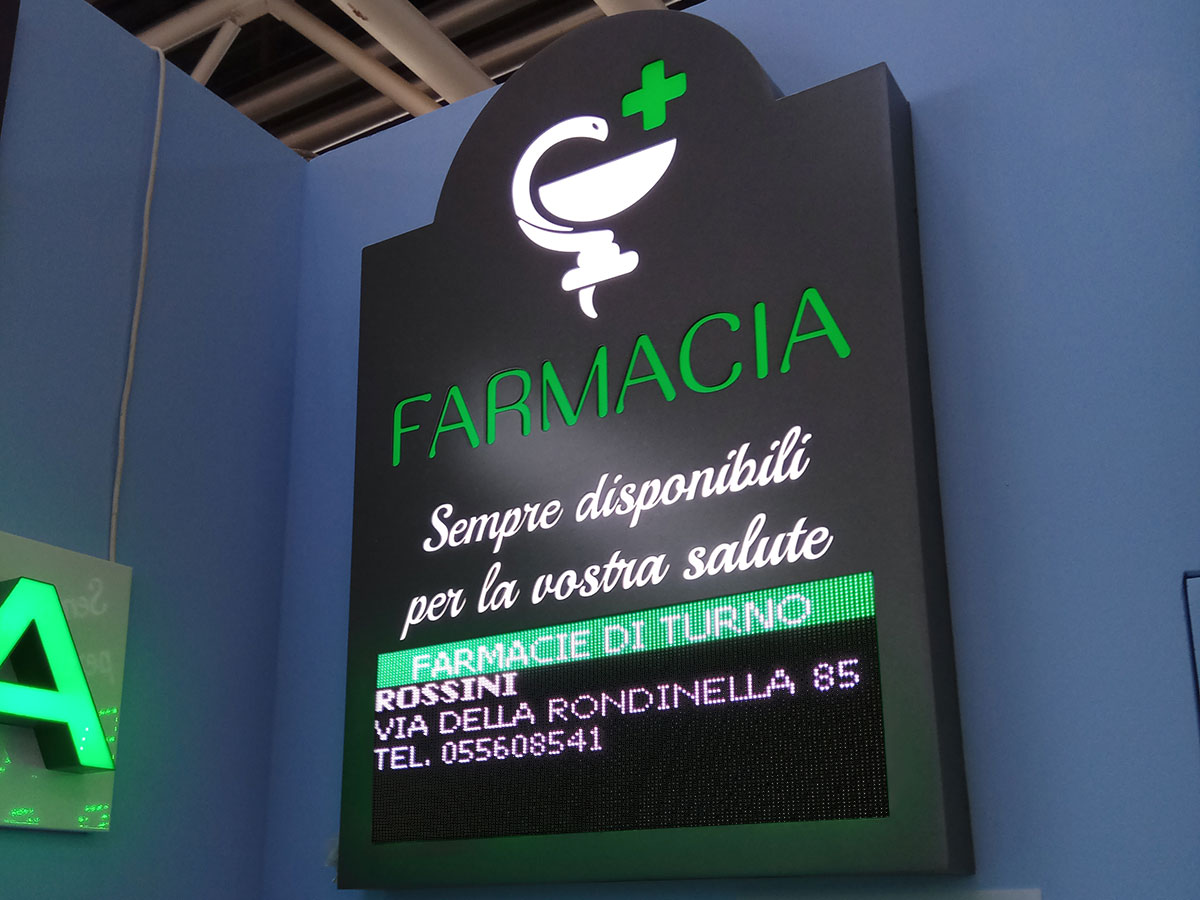 FARMACIA
Sempre disponibili
per la vostra salute
FARMACIE DI TURNO
ROSSINI
VIA DELLA RONDINELLA 85
TEL. 055608541
A